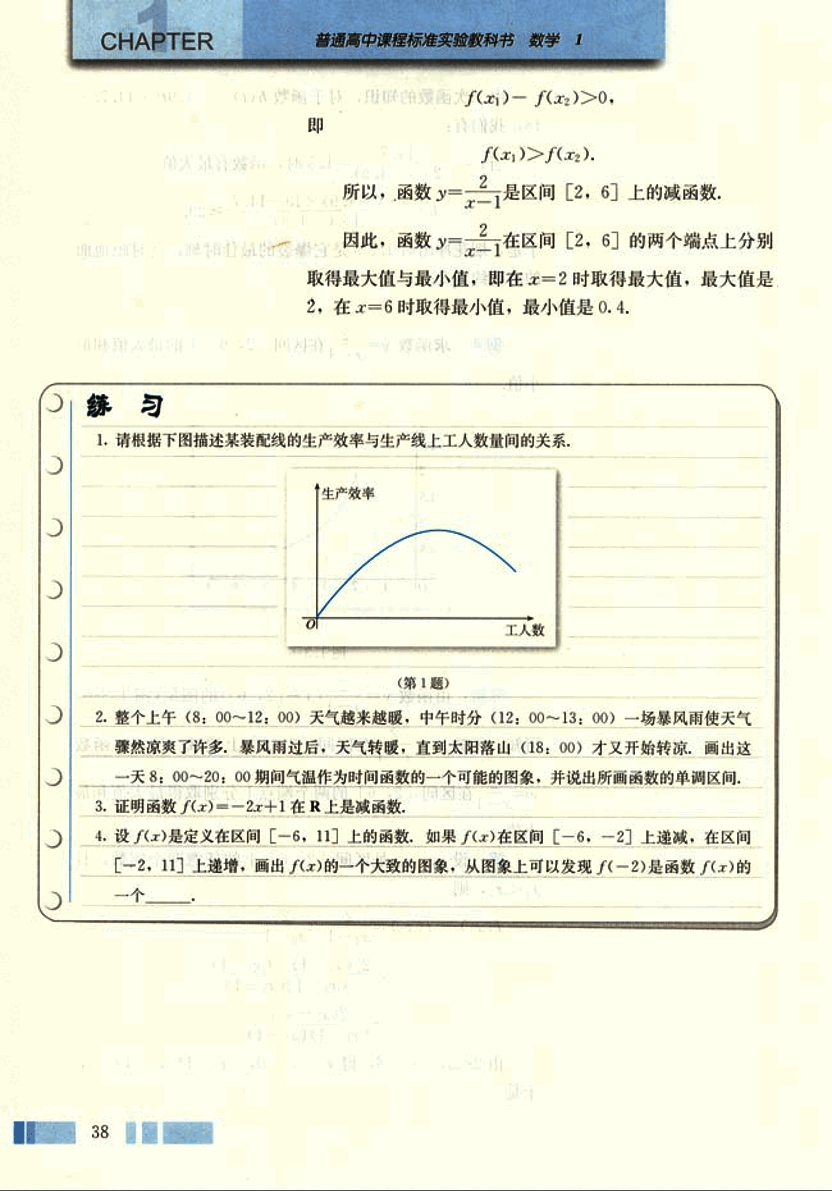 CHAPTER 1 普通高中课程标准实验教科书 数学 1
f(x₁)－f(x₂)>0,
即
f(x₁)>f(x₂).
所以，函数 y=2/(x-1) 是区间［2，6］上的减函数.
因此，函数 y=2/(x-1) 在区间［2，6］的两个端点上分别
取得最大值与最小值，即在 x=2 时取得最大值，最大值是
2，在 x=6 时取得最小值，最小值是 0.4.
练 习
1. 请根据下图描述某装配线的生产效率与生产线上工人数量间的关系.
生产效率
O
工人数
（第 1 题）
2. 整个上午（8：00～12：00）天气越来越暖，中午时分（12：00～13：00）一场暴风雨使天气
骤然凉爽了许多. 暴风雨过后，天气转暖，直到太阳落山（18：00）才又开始转凉. 画出这
一天 8：00～20：00 期间气温作为时间函数的一个可能的图象，并说出所画函数的单调区间.
3. 证明函数 f(x)=-2x+1 在 R 上是减函数.
4. 设 f(x)是定义在区间［-6，11］上的函数. 如果 f(x)在区间［-6，-2］上递减，在区间
［-2，11］上递增，画出 f(x)的一个大致的图象，从图象上可以发现 f(-2)是函数 f(x)的
一个______.
38